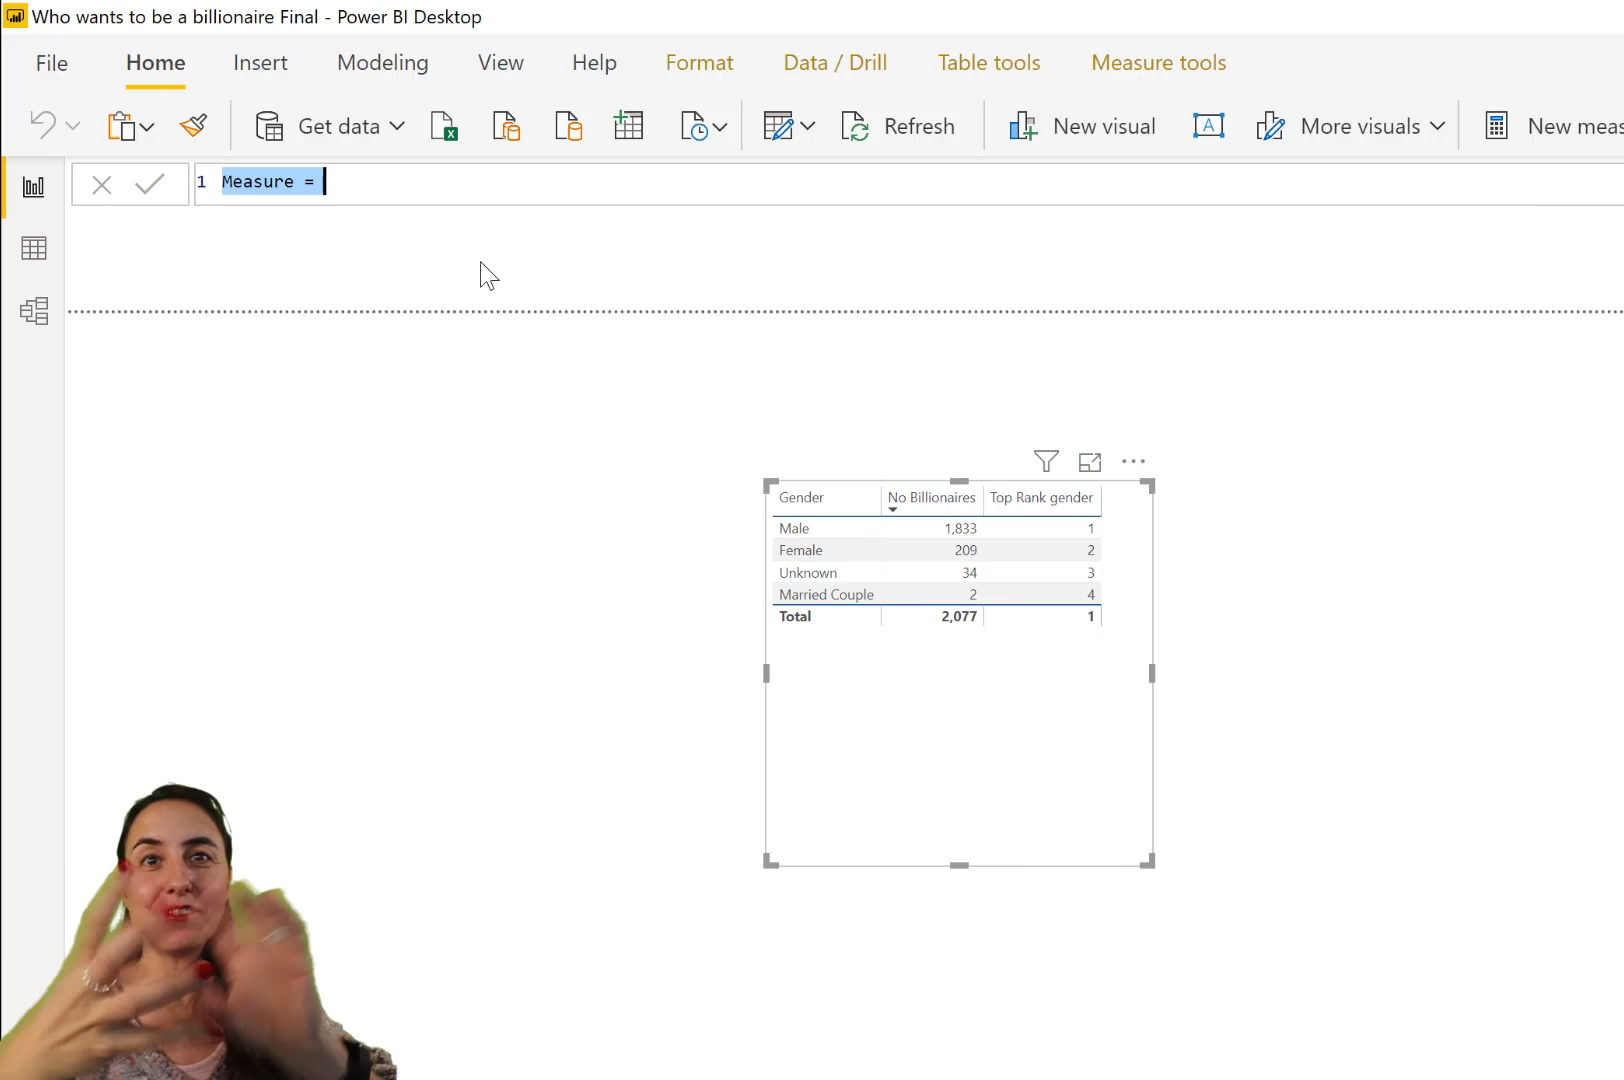 Who wants to be a billionaire Final - Power BI Desktop
File Home Insert Modeling View Help Format Data / Drill Table tools Measure tools
Get data Refresh New visual A More visuals New meas
1 Measure =
Gender No Billionaires Top Rank gender
Male 1,833 1
Female 209 2
Unknown 34 3
Married Couple 2 4
Total 2,077 1